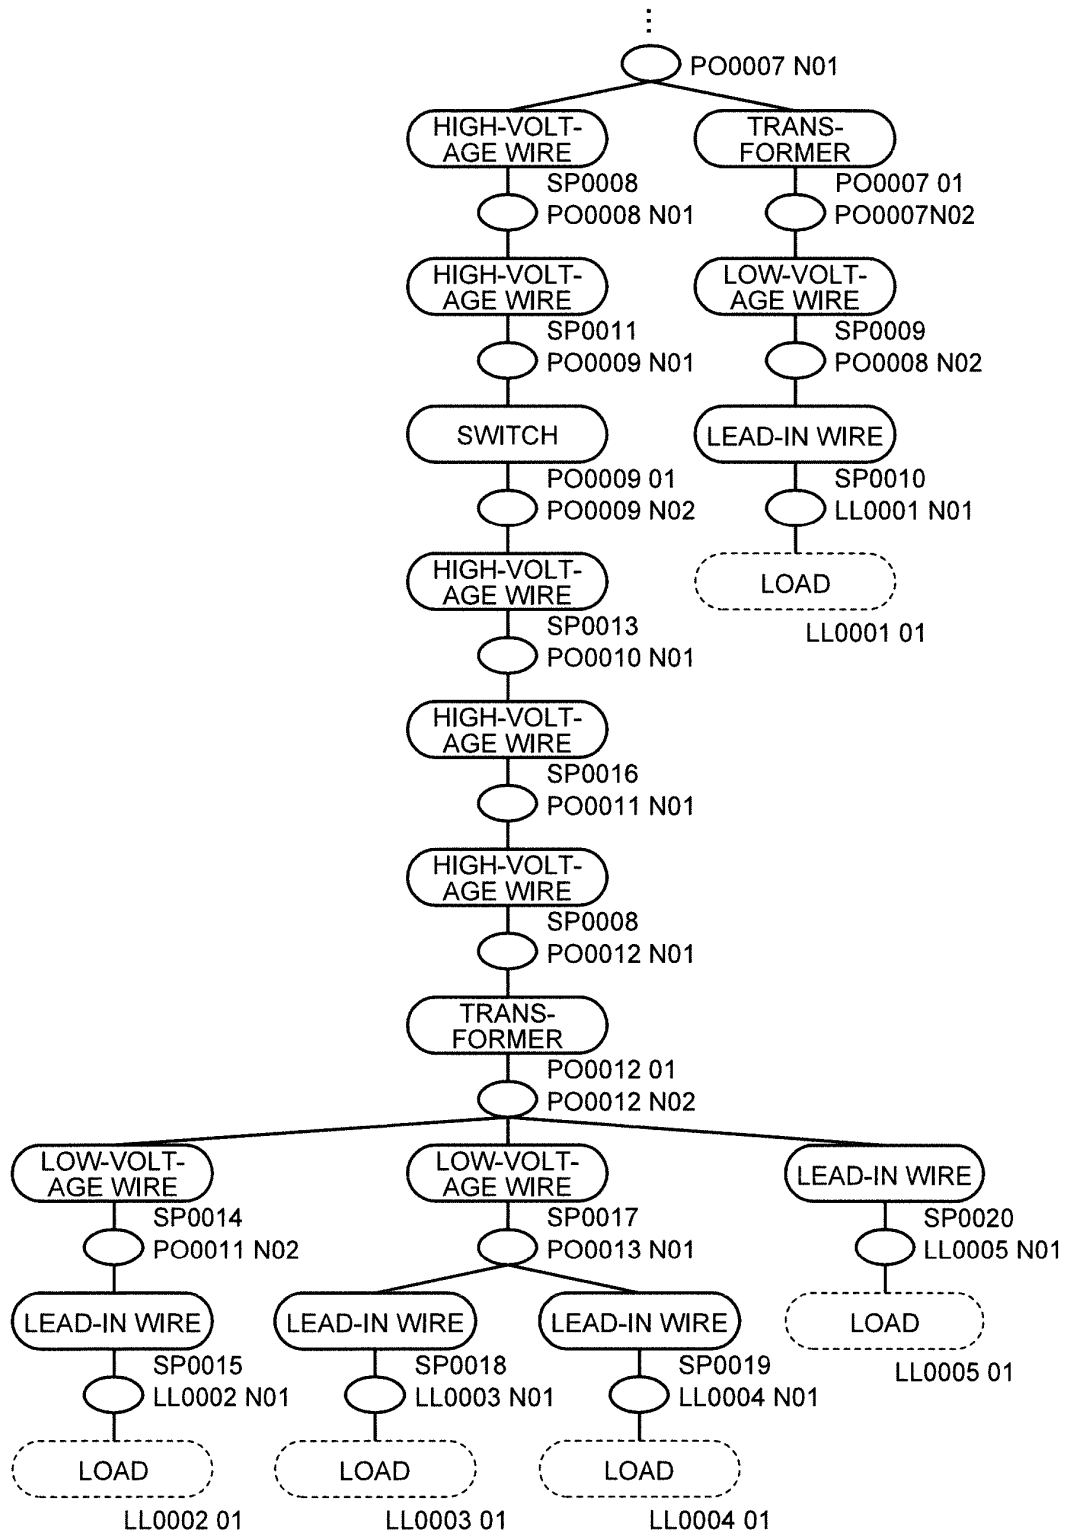 PO0007 N01
HIGH-VOLT-
AGE WIRE
TRANS-
FORMER
SP0008
PO0008 N01
PO0007 01
PO0007N02
HIGH-VOLT-
AGE WIRE
LOW-VOLT-
AGE WIRE
SP0011
PO0009 N01
SP0009
PO0008 N02
SWITCH
LEAD-IN WIRE
PO0009 01
PO0009 N02
SP0010
LL0001 N01
HIGH-VOLT-
AGE WIRE
LOAD
SP0013
PO0010 N01
LL0001 01
HIGH-VOLT-
AGE WIRE
SP0016
PO0011 N01
HIGH-VOLT-
AGE WIRE
SP0008
PO0012 N01
TRANS-
FORMER
PO0012 01
PO0012 N02
LOW-VOLT-
AGE WIRE
LOW-VOLT-
AGE WIRE
LEAD-IN WIRE
SP0014
PO0011 N02
SP0017
PO0013 N01
SP0020
LL0005 N01
LEAD-IN WIRE
LEAD-IN WIRE
LEAD-IN WIRE
LOAD
SP0015
LL0002 N01
SP0018
LL0003 N01
SP0019
LL0004 N01
LL0005 01
LOAD
LOAD
LOAD
LL0002 01
LL0003 01
LL0004 01